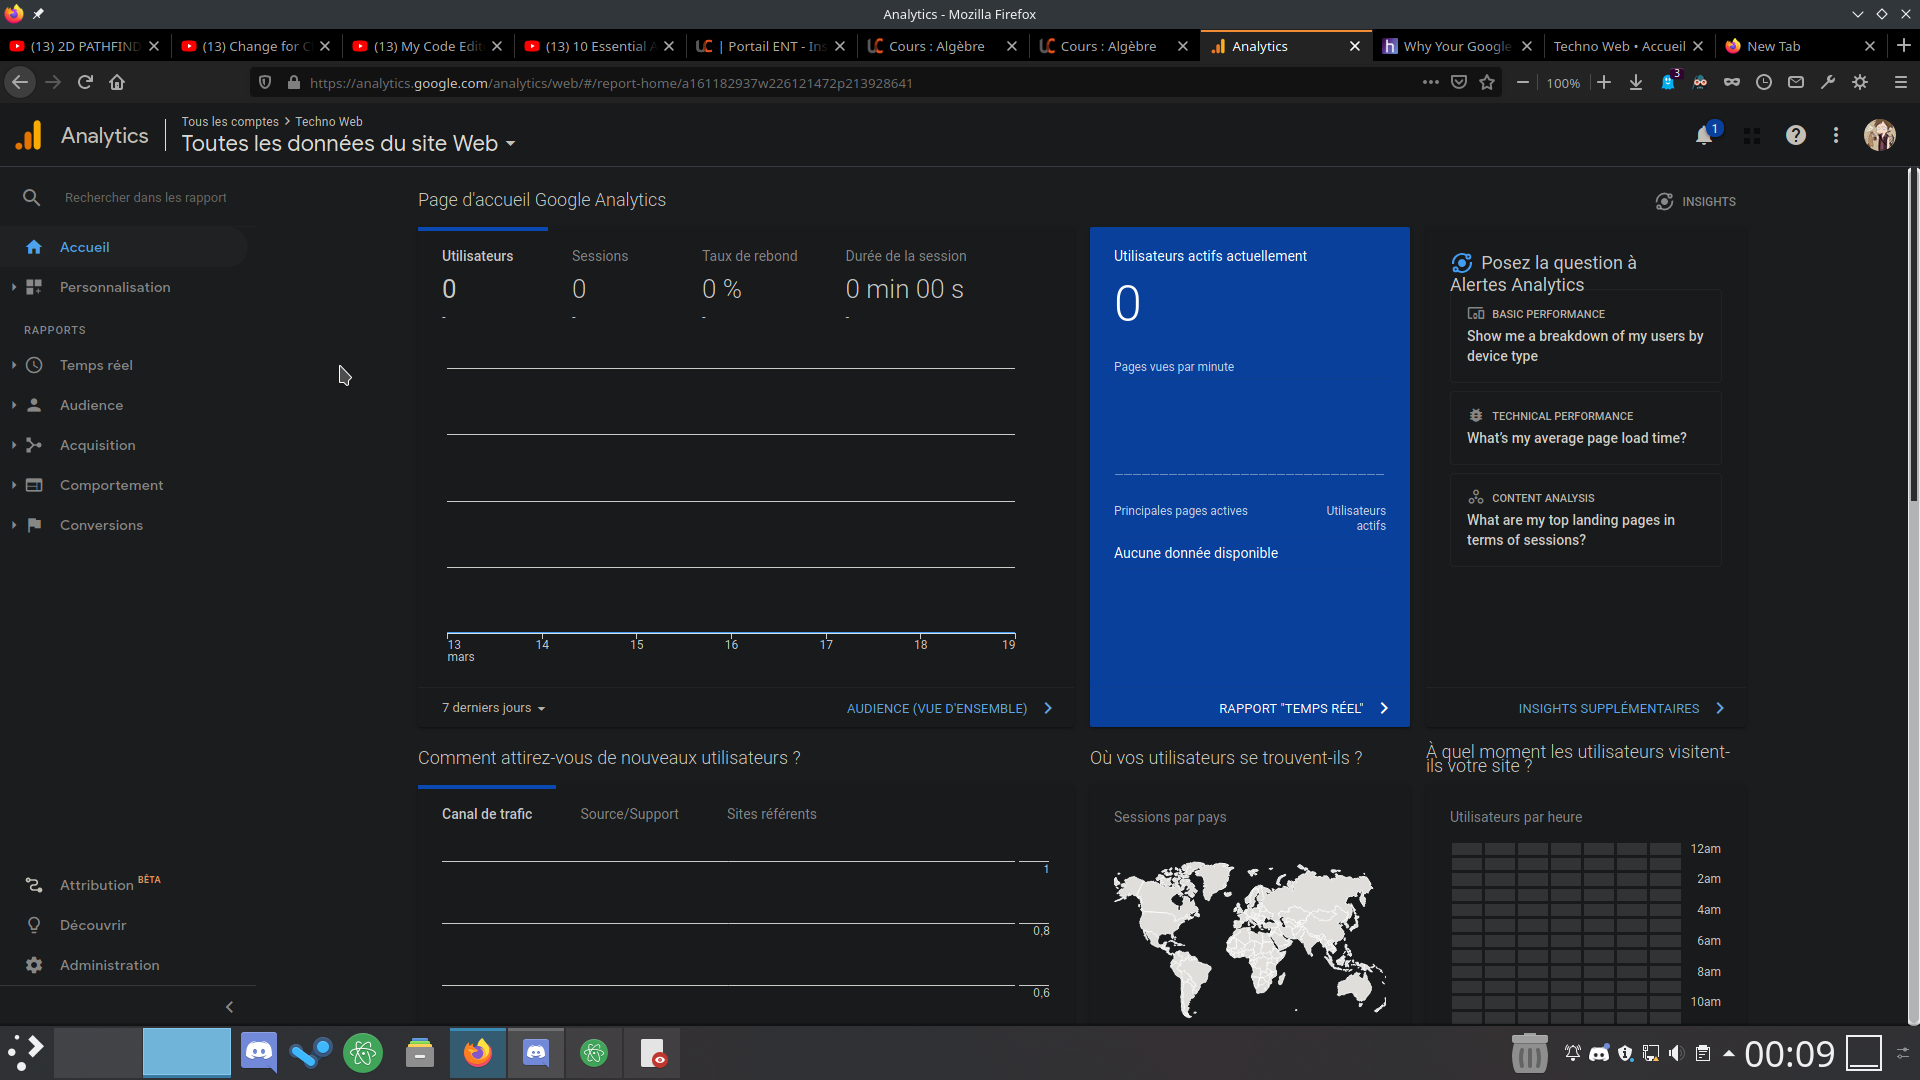 Analytics - Mozilla Firefox
(13) 2D PATHFIND
(13) Change for C
(13) My Code Edit
(13) 10 Essential A
| Portail ENT - Ins
Cours : Algèbre
Cours : Algèbre
Analytics
Why Your Google
Techno Web • Accueil
New Tab
https://analytics.google.com/analytics/web/#/report-home/a161182937w226121472p213928641
100%
3
Analytics
Tous les comptes > Techno Web
Toutes les données du site Web
1
Rechercher dans les rapport
Accueil
Personnalisation
RAPPORTS
Temps réel
Audience
Acquisition
Comportement
Conversions
Attribution BÊTA
Découvrir
Administration
Page d'accueil Google Analytics
INSIGHTS
Utilisateurs
0
-
Sessions
0
-
Taux de rebond
0 %
-
Durée de la session
0 min 00 s
-
13 14 15 16 17 18 19
mars
7 derniers jours
AUDIENCE (VUE D'ENSEMBLE)
Utilisateurs actifs actuellement
0
Pages vues par minute
Principales pages actives
Utilisateurs
actifs
Aucune donnée disponible
RAPPORT "TEMPS RÉEL"
Posez la question à
Alertes Analytics
BASIC PERFORMANCE
Show me a breakdown of my users by
device type
TECHNICAL PERFORMANCE
What's my average page load time?
CONTENT ANALYSIS
What are my top landing pages in
terms of sessions?
INSIGHTS SUPPLÉMENTAIRES
Comment attirez-vous de nouveaux utilisateurs ?
Canal de trafic
Source/Support
Sites référents
1
0,8
0,6
Où vos utilisateurs se trouvent-ils ?
Sessions par pays
À quel moment les utilisateurs visitent-
ils votre site ?
Utilisateurs par heure
12am
2am
4am
6am
8am
10am
00:09